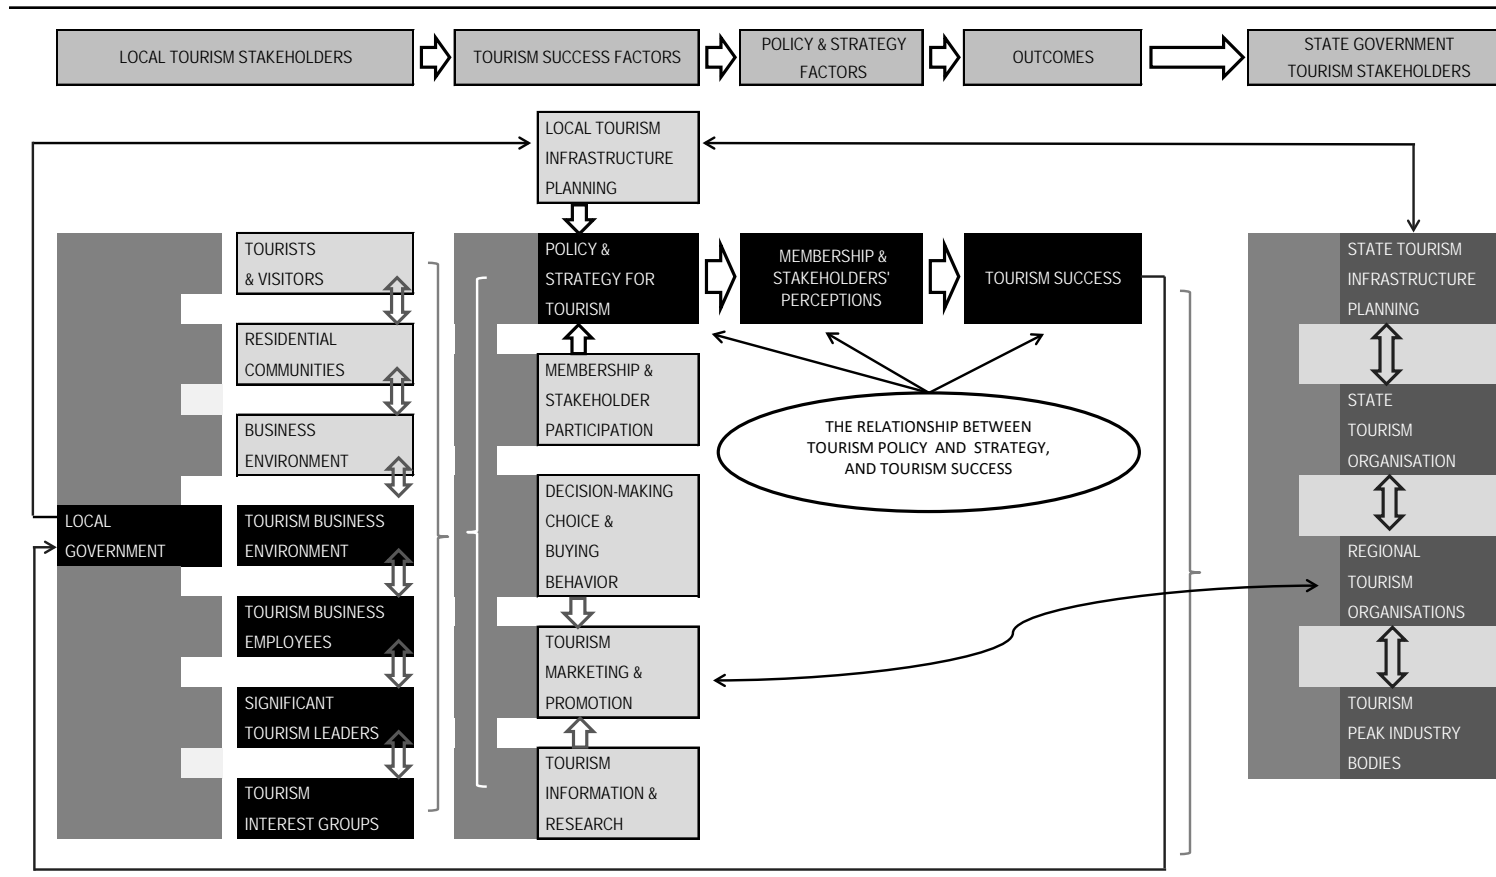 LOCAL TOURISM STAKEHOLDERS
TOURISM SUCCESS FACTORS
POLICY & STRATEGY
FACTORS
OUTCOMES
STATE GOVERNMENT
TOURISM STAKEHOLDERS
LOCAL TOURISM
INFRASTRUCTURE
PLANNING
TOURISTS
& VISITORS
RESIDENTIAL
COMMUNITIES
BUSINESS
ENVIRONMENT
LOCAL
GOVERNMENT
TOURISM BUSINESS
ENVIRONMENT
TOURISM BUSINESS
EMPLOYEES
SIGNIFICANT
TOURISM LEADERS
TOURISM
INTEREST GROUPS
POLICY &
STRATEGY FOR
TOURISM
MEMBERSHIP &
STAKEHOLDER
PARTICIPATION
DECISION-MAKING
CHOICE &
BUYING
BEHAVIOR
TOURISM
MARKETING &
PROMOTION
TOURISM
INFORMATION &
RESEARCH
MEMBERSHIP &
STAKEHOLDERS'
PERCEPTIONS
TOURISM SUCCESS
THE RELATIONSHIP BETWEEN
TOURISM POLICY AND STRATEGY,
AND TOURISM SUCCESS
STATE TOURISM
INFRASTRUCTURE
PLANNING
STATE
TOURISM
ORGANISATION
REGIONAL
TOURISM
ORGANISATIONS
TOURISM
PEAK INDUSTRY
BODIES